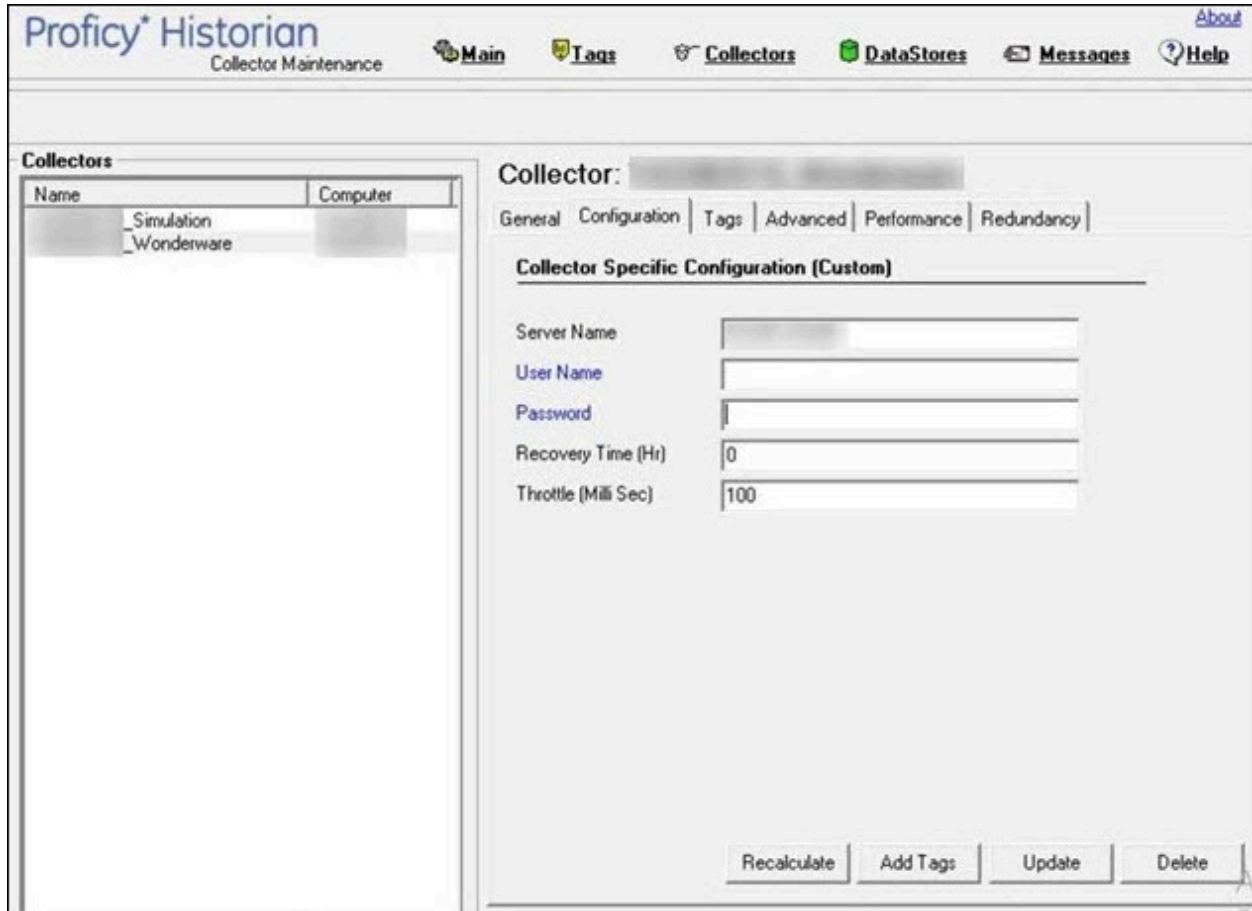 About
Proficy* Historian
Collector Maintenance
Main Tags Collectors DataStores Messages Help
Collectors
Name Computer
_Simulation
_Wonderware
Collector:
General Configuration Tags Advanced Performance Redundancy
Collector Specific Configuration (Custom)
Server Name
User Name
Password
Recovery Time (Hr) 0
Throttle (Milli Sec) 100
Recalculate Add Tags Update Delete